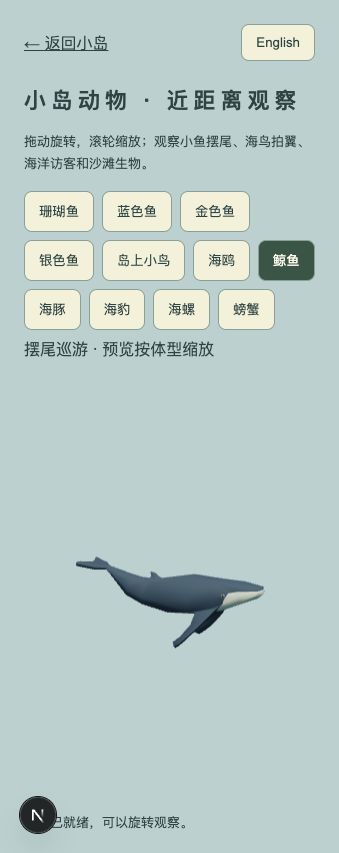 ← 返回小岛
English
小岛动物 · 近距离观察
拖动旋转，滚轮缩放；观察小鱼摆尾、海鸟拍翼、
海洋访客和沙滩生物。
珊瑚鱼 蓝色鱼 金色鱼
银色鱼 岛上小鸟 海鸥 鲸鱼
海豚 海豹 海螺 螃蟹
摆尾巡游 · 预览按体型缩放
N
已就绪，可以旋转观察。